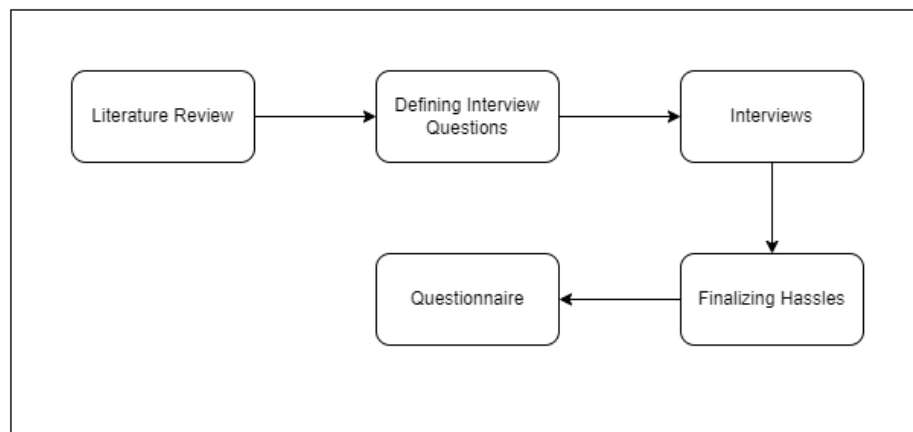 Literature Review
Defining Interview
Questions
Interviews
Finalizing Hassles
Questionnaire